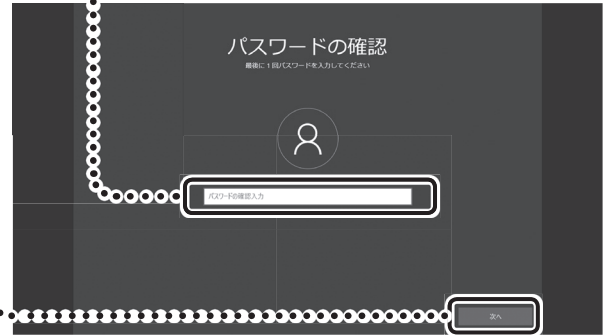 パスワードの確認
最後に 1 回パスワードを入力してください
パスワードの確認入力
次へ